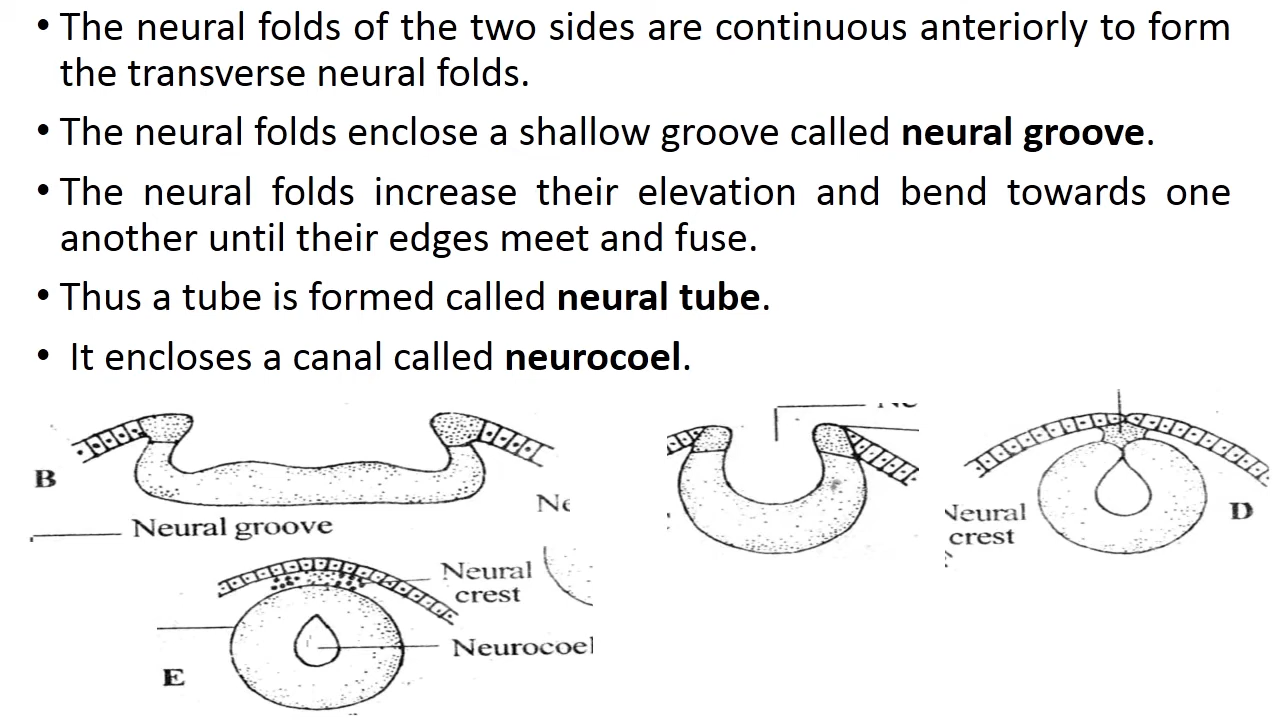 • The neural folds of the two sides are continuous anteriorly to form
the transverse neural folds.
• The neural folds enclose a shallow groove called neural groove.
• The neural folds increase their elevation and bend towards one
another until their edges meet and fuse.
• Thus a tube is formed called neural tube.
• It encloses a canal called neurocoel.
B
Neural groove
Neural
crest
D
Neural
crest
Neurocoel
E